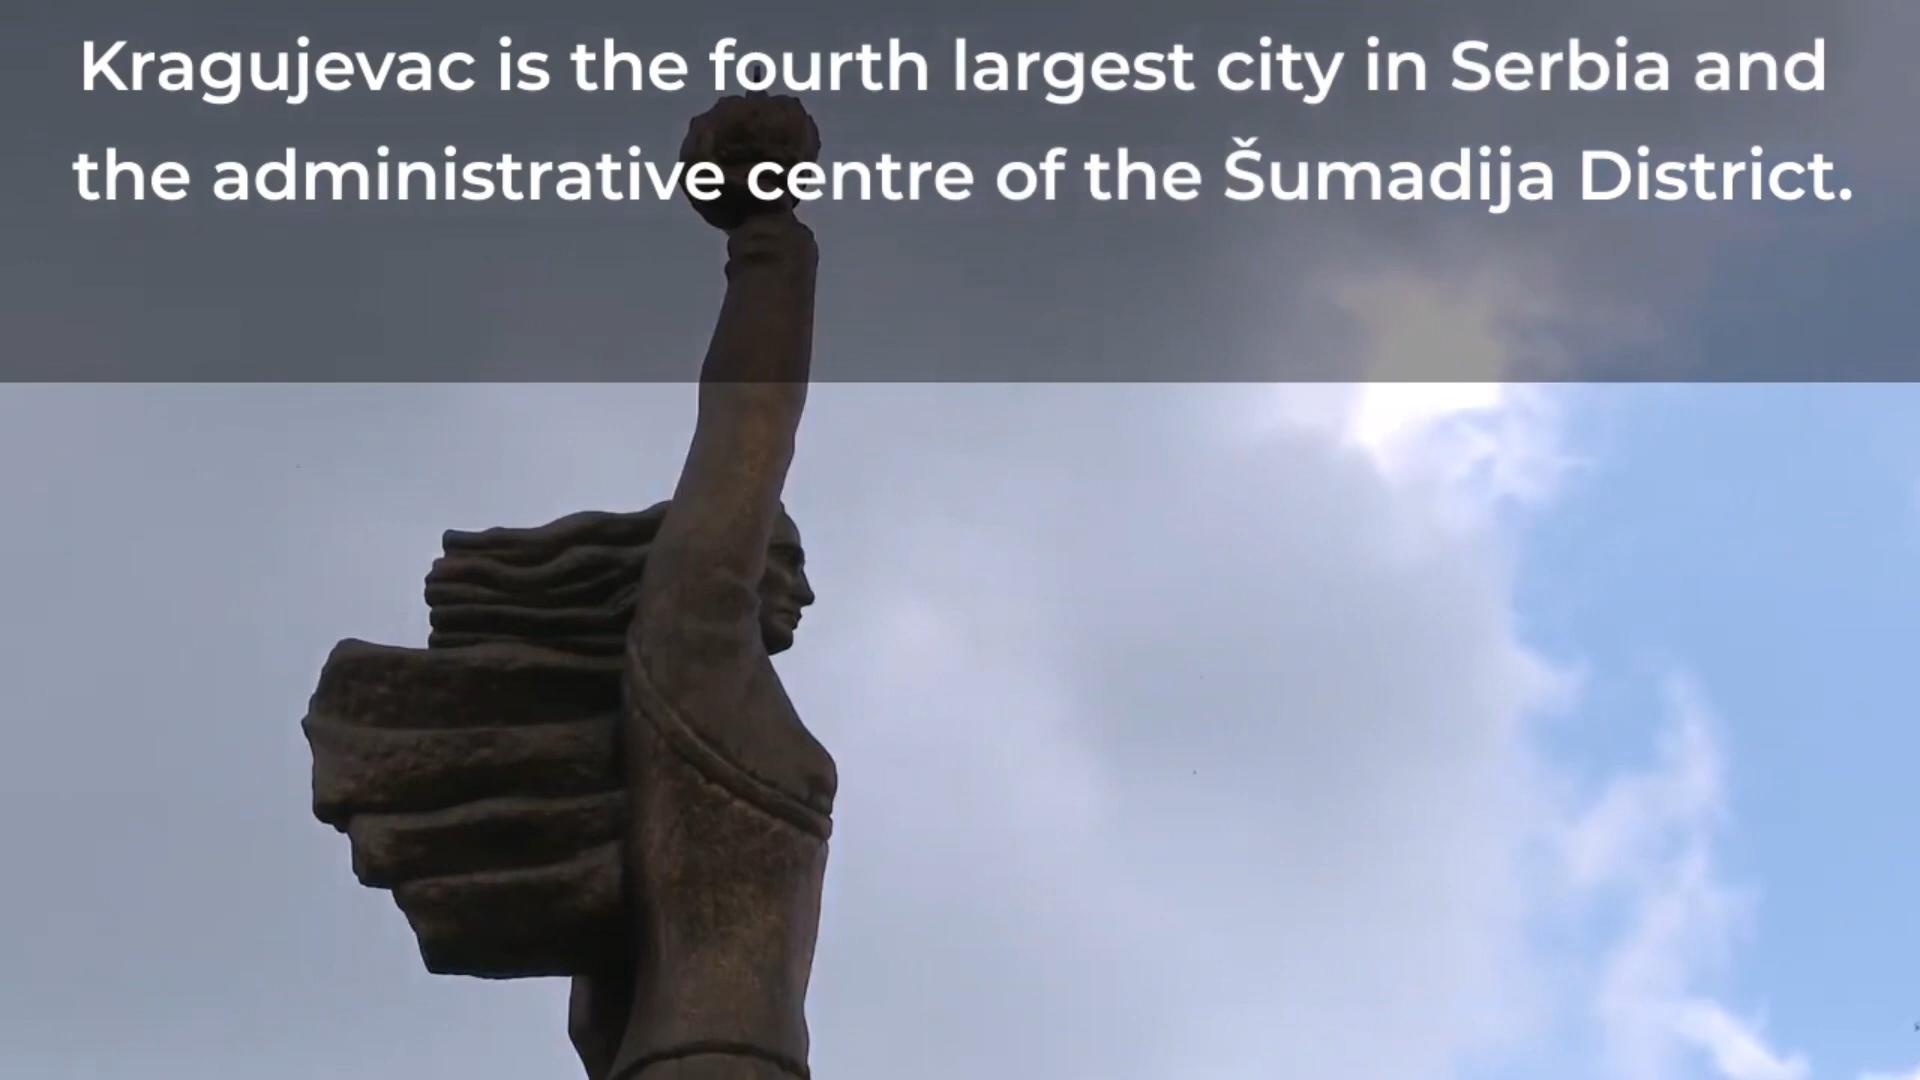 Kragujevac is the fourth largest city in Serbia and
the administrative centre of the Šumadija District.